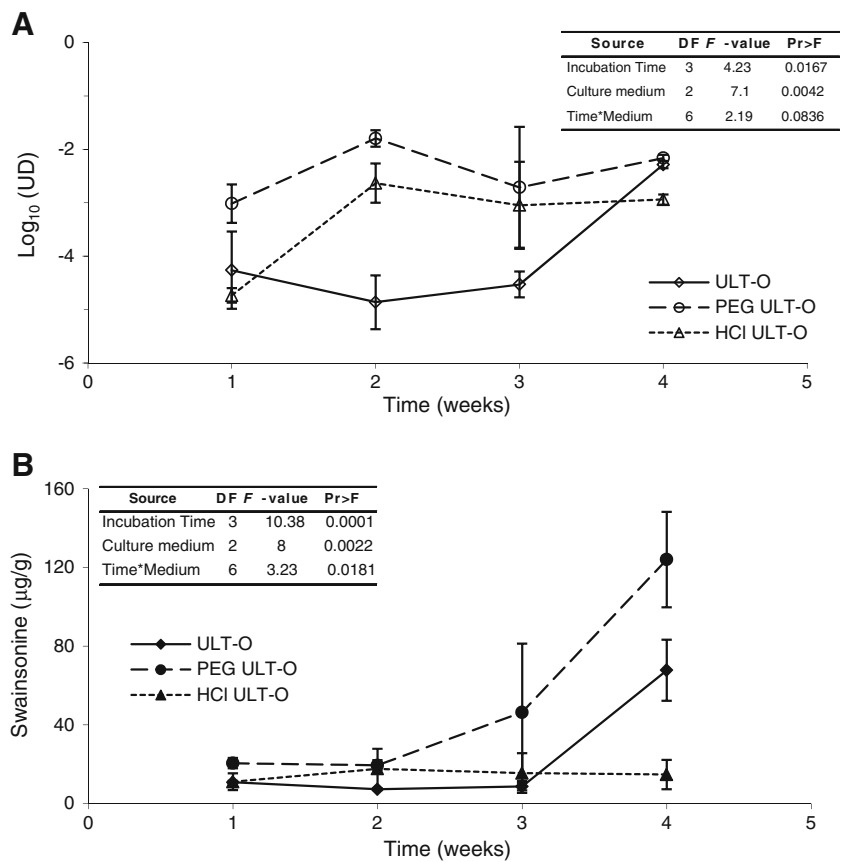 A
0
-2
-4
-6
Log10 (UD)
Source DF F -value Pr>F
Incubation Time 3 4.23 0.0167
Culture medium 2 7.1 0.0042
Time*Medium 6 2.19 0.0836
ULT-O
PEG ULT-O
HCl ULT-O
0 1 2 3 4 5
Time (weeks)
B
160
120
80
40
0
Swainsonine (µg/g)
Source DF F -value Pr>F
Incubation Time 3 10.38 0.0001
Culture medium 2 8 0.0022
Time*Medium 6 3.23 0.0181
ULT-O
PEG ULT-O
HCl ULT-O
0 1 2 3 4 5
Time (weeks)